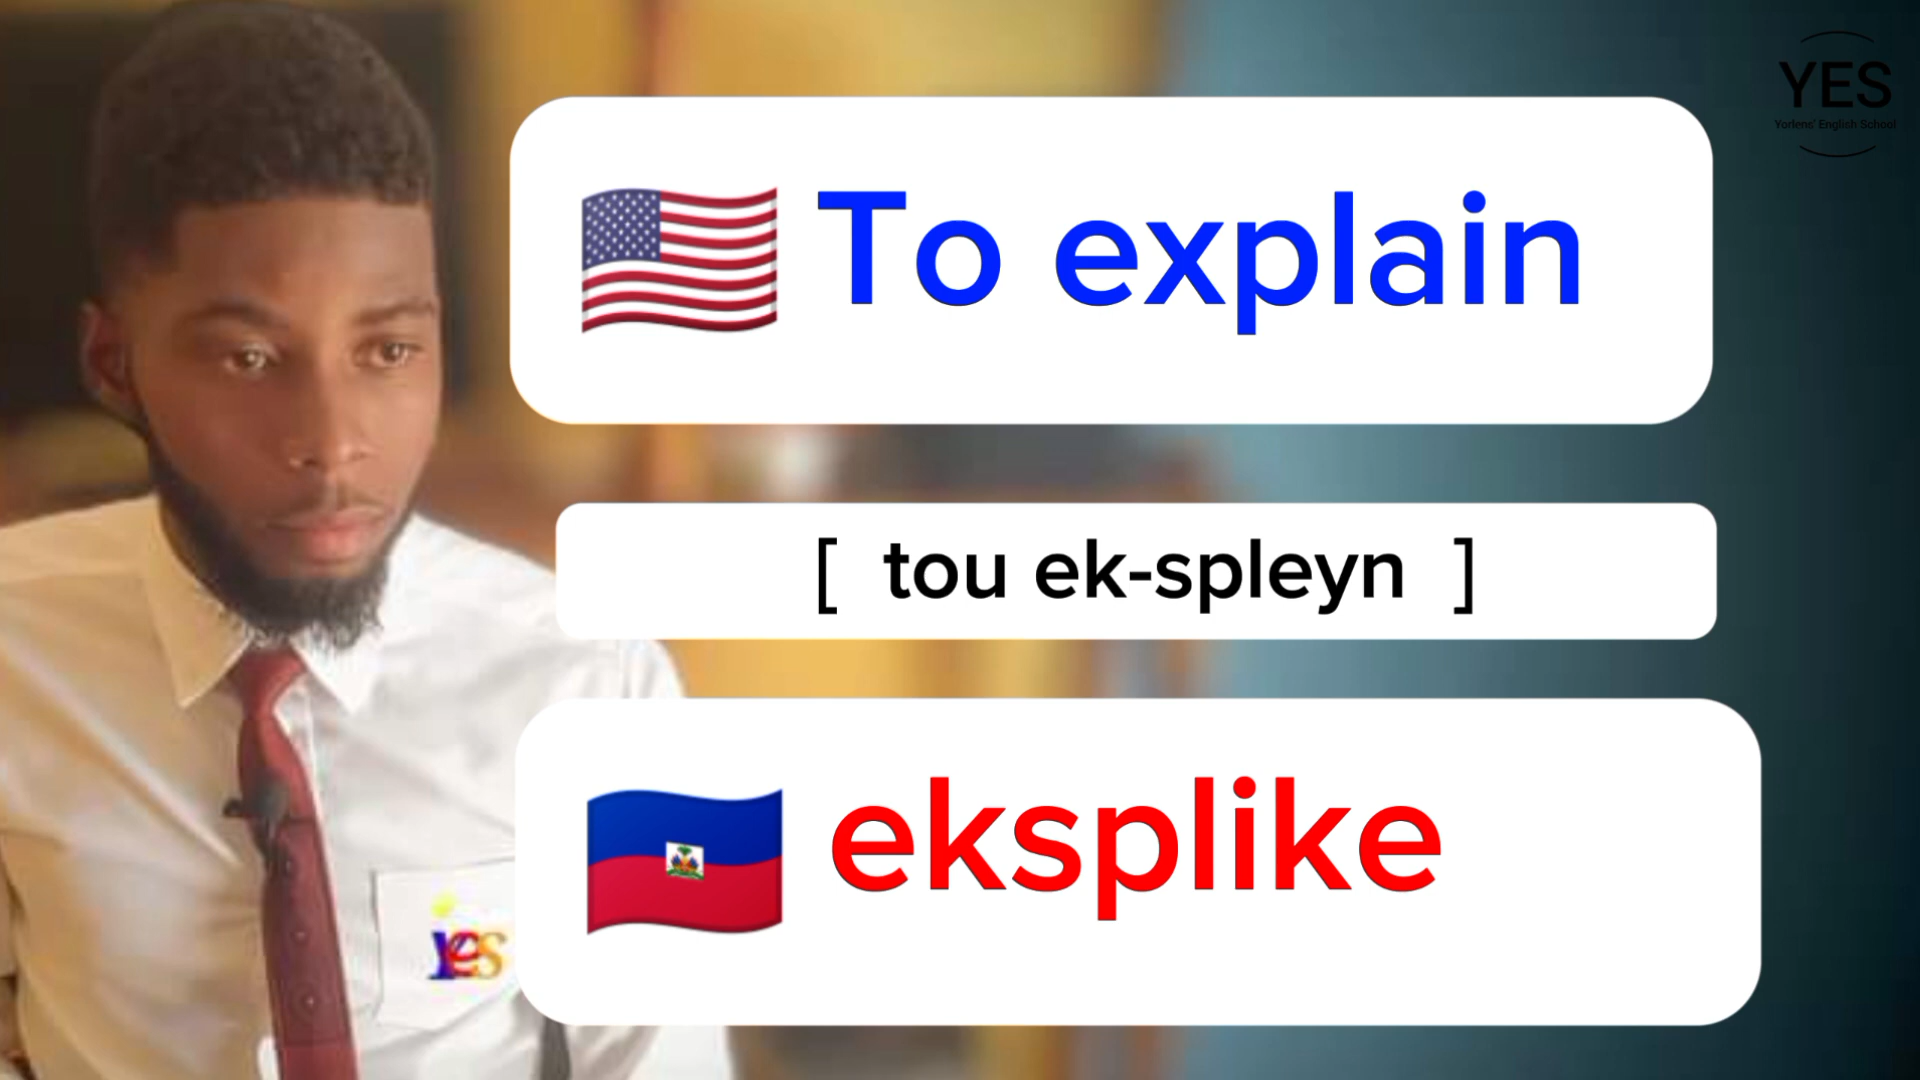 YES
Yorlens' English School
To explain
[ tou ek-spleyn ]
eksplike
yes